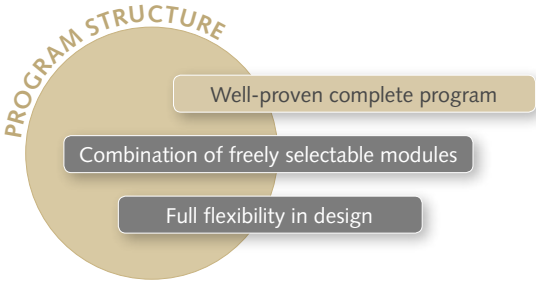 PROGRAM STRUCTURE
Well-proven complete program
Combination of freely selectable modules
Full flexibility in design